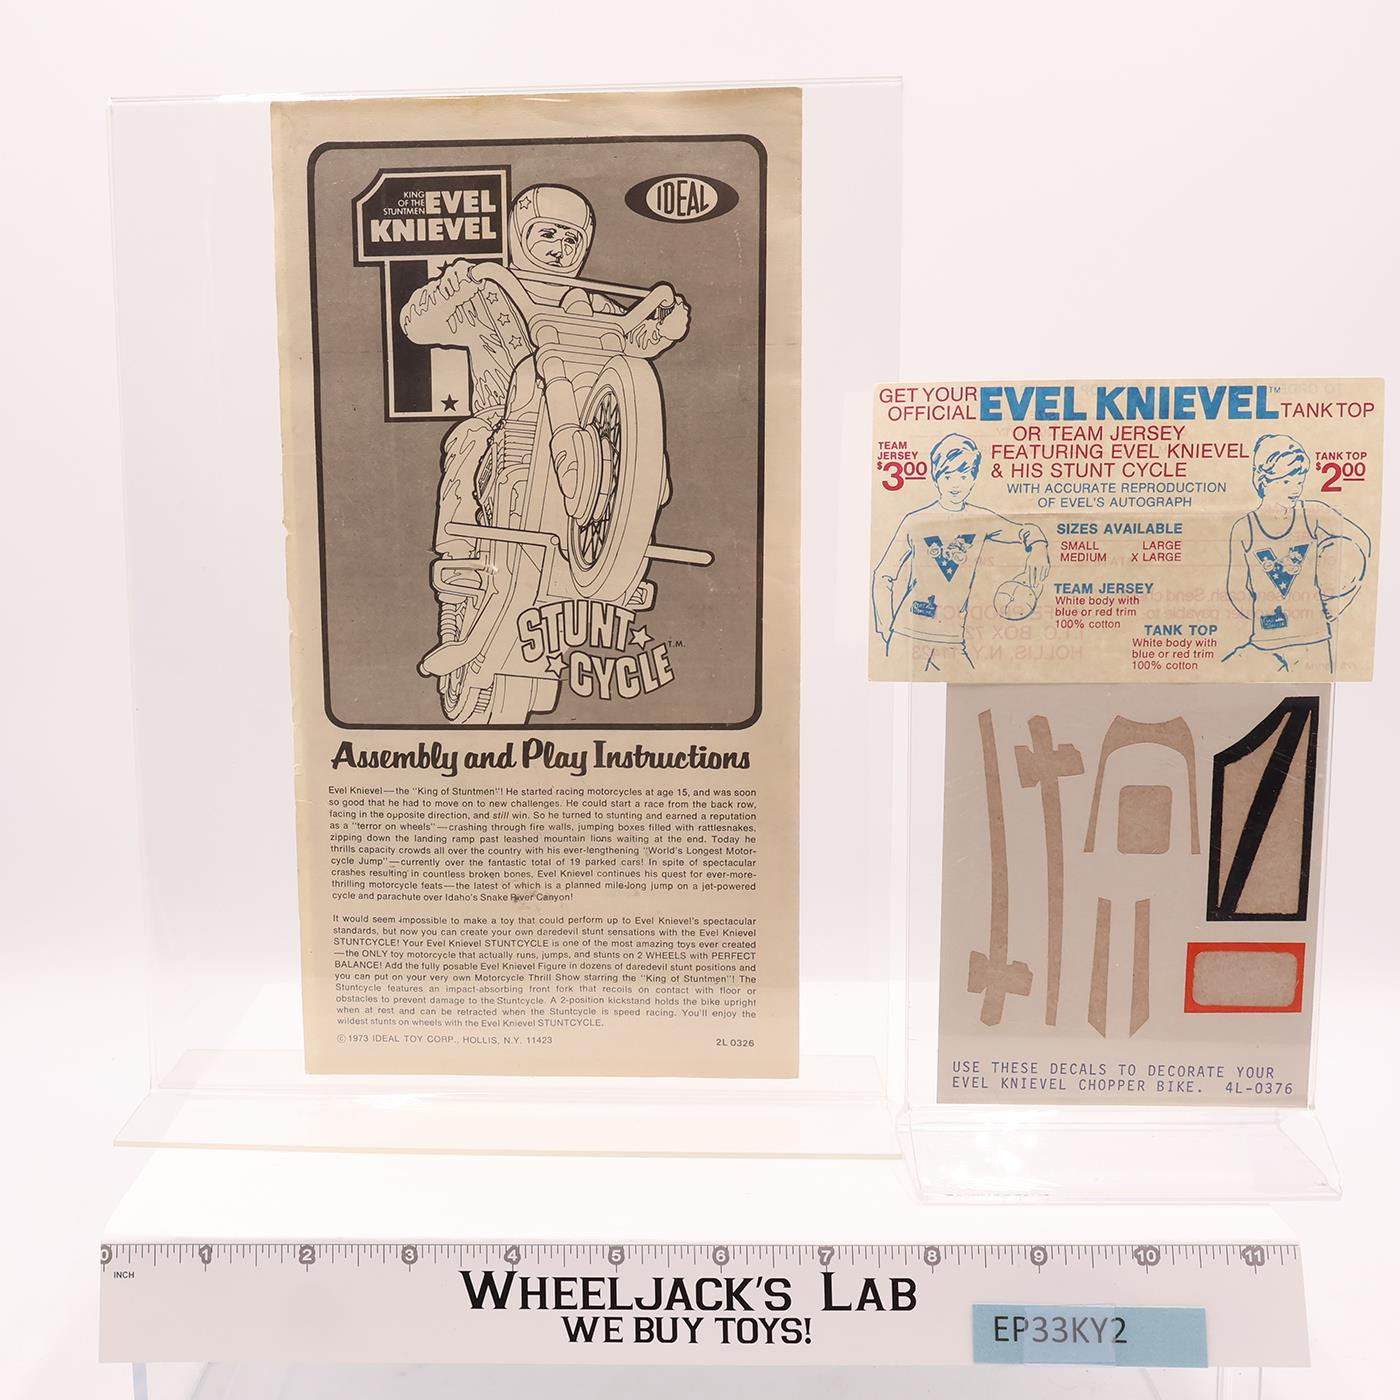 KING
OF THE
STUNTMEN
EVEL
KNIEVEL
IDEAL
STUNT
CYCLE T.M.
Assembly and Play Instructions
Evel Knievel—the "King of Stuntmen"! He started racing motorcycles at age 15, and was soon
so good that he had to move on to new challenges. He could start a race from the back row,
facing in the opposite direction, and still win. So he turned to stunting and earned a reputation
as a "terror on wheels"—crashing through fire walls, jumping boxes filled with rattlesnakes,
zipping down the landing ramp past leashed mountain lions waiting at the end. Today he
thrills capacity crowds all over the country with his ever-lengthening "World's Longest Motor-
cycle Jump"—currently over the fantastic total of 19 parked cars! In spite of spectacular
crashes resulting in countless broken bones, Evel Knievel continues his quest for ever-more-
thrilling motorcycle feats—the latest of which is a planned mile-long jump on a jet-powered
cycle and parachute over Idaho's Snake River Canyon!
It would seem impossible to make a toy that could perform up to Evel Knievel's spectacular
standards, but now you can create your own daredevil stunt sensations with the Evel Knievel
STUNTCYCLE! Your Evel Knievel STUNTCYCLE is one of the most amazing toys ever created
—the ONLY toy motorcycle that actually runs, jumps, and stunts on 2 WHEELS with PERFECT
BALANCE! Add the fully posable Evel Knievel Figure in dozens of daredevil stunt positions and
you can put on your very own Motorcycle Thrill Show starring the "King of Stuntmen"! The
Stuntcycle features an impact-absorbing front fork that recoils on contact with floor or
obstacles to prevent damage to the Stuntcycle. A 2-position kickstand holds the bike upright
when at rest and can be retracted when the Stuntcycle is speed racing. You'll enjoy the
wildest stunts on wheels with the Evel Knievel STUNTCYCLE.
© 1973 IDEAL TOY CORP., HOLLIS, N.Y. 11423 2L 0326
GET YOUR
OFFICIAL EVEL KNIEVEL™ TANK TOP
OR TEAM JERSEY
FEATURING EVEL KNIEVEL
& HIS STUNT CYCLE
WITH ACCURATE REPRODUCTION
OF EVEL'S AUTOGRAPH
TEAM
JERSEY
$3.00
TANK TOP
$2.00
SIZES AVAILABLE
SMALL LARGE
MEDIUM X LARGE
TEAM JERSEY
White body with
blue or red trim
100% cotton
TANK TOP
White body with
blue or red trim
100% cotton
USE THESE DECALS TO DECORATE YOUR
EVEL KNIEVEL CHOPPER BIKE. 4L-0376
0 1 2 3 4 5 6 7 8 9 10 11
INCH
WHEELJACK'S LAB
WE BUY TOYS!
EP33KY2